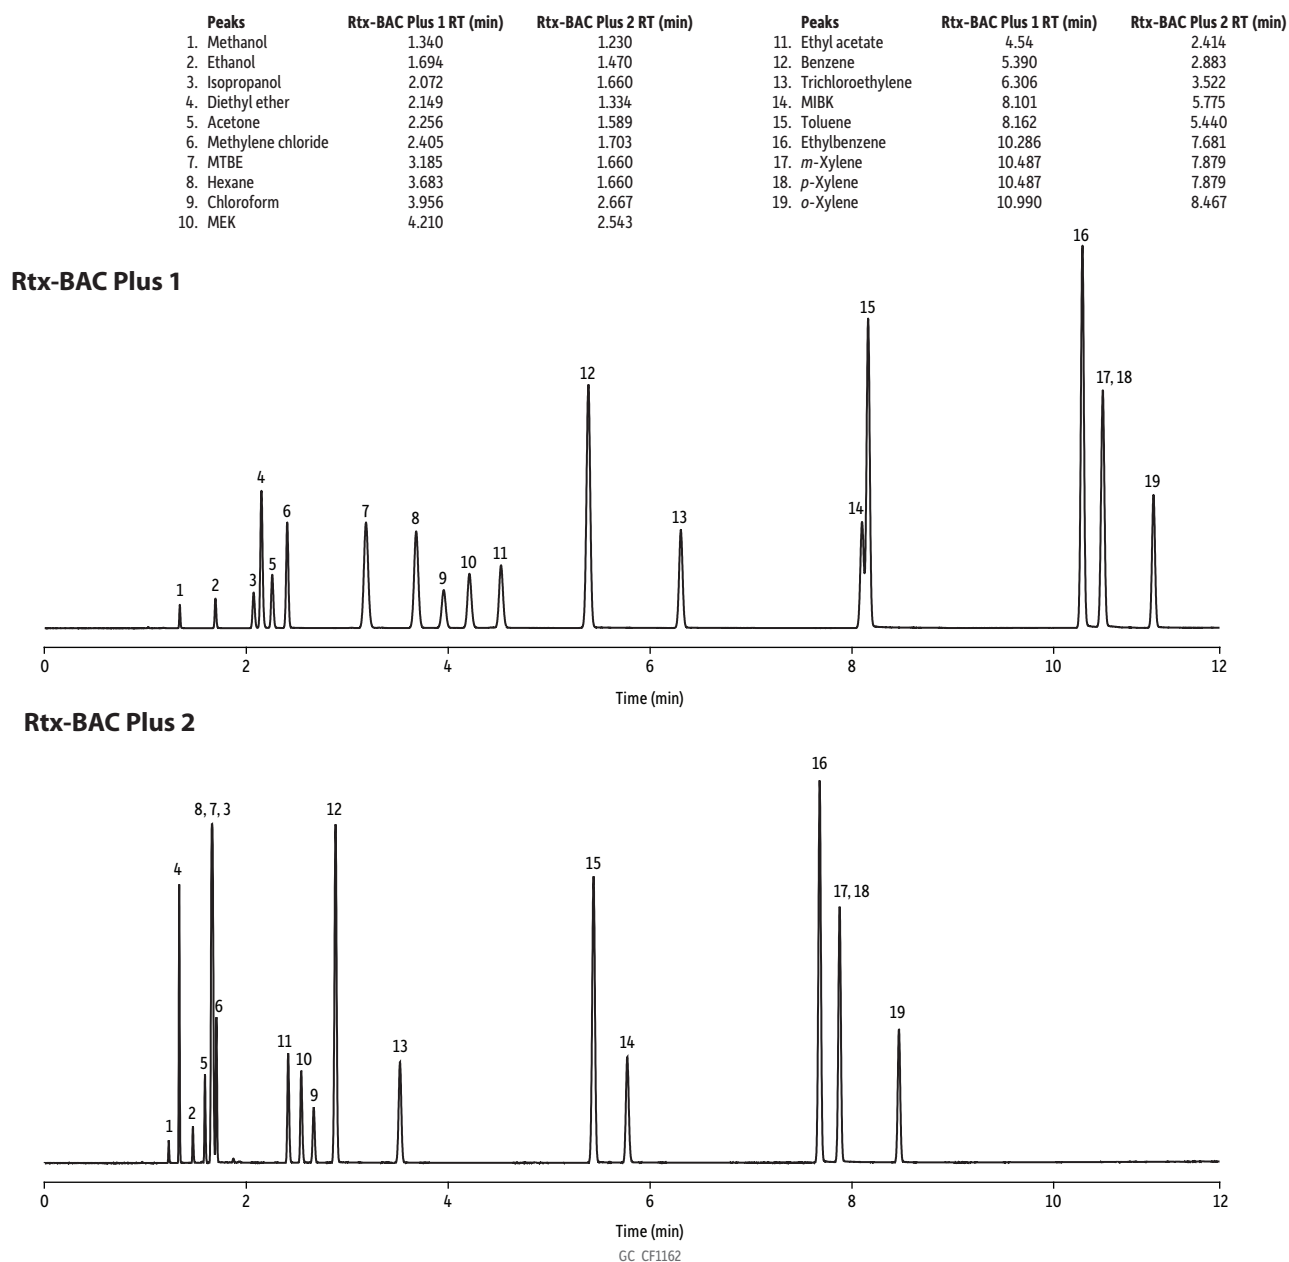 Peaks Rtx-BAC Plus 1 RT (min) Rtx-BAC Plus 2 RT (min)
1. Methanol 1.340 1.230
2. Ethanol 1.694 1.470
3. Isopropanol 2.072 1.660
4. Diethyl ether 2.149 1.334
5. Acetone 2.256 1.589
6. Methylene chloride 2.405 1.703
7. MTBE 3.185 1.660
8. Hexane 3.683 1.660
9. Chloroform 3.956 2.667
10. MEK 4.210 2.543
Peaks Rtx-BAC Plus 1 RT (min) Rtx-BAC Plus 2 RT (min)
11. Ethyl acetate 4.54 2.414
12. Benzene 5.390 2.883
13. Trichloroethylene 6.306 3.522
14. MIBK 8.101 5.775
15. Toluene 8.162 5.440
16. Ethylbenzene 10.286 7.681
17. m-Xylene 10.487 7.879
18. p-Xylene 10.487 7.879
19. o-Xylene 10.990 8.467
Rtx-BAC Plus 1
1
2
3
4
5
6
7
8
9
10
11
12
13
14
15
16
17, 18
19
0 2 4 6 8 10 12
Time (min)
Rtx-BAC Plus 2
1
4
2
5
8, 7, 3
6
11
10
9
12
13
15
14
16
17, 18
19
0 2 4 6 8 10 12
Time (min)
GC_CF1162